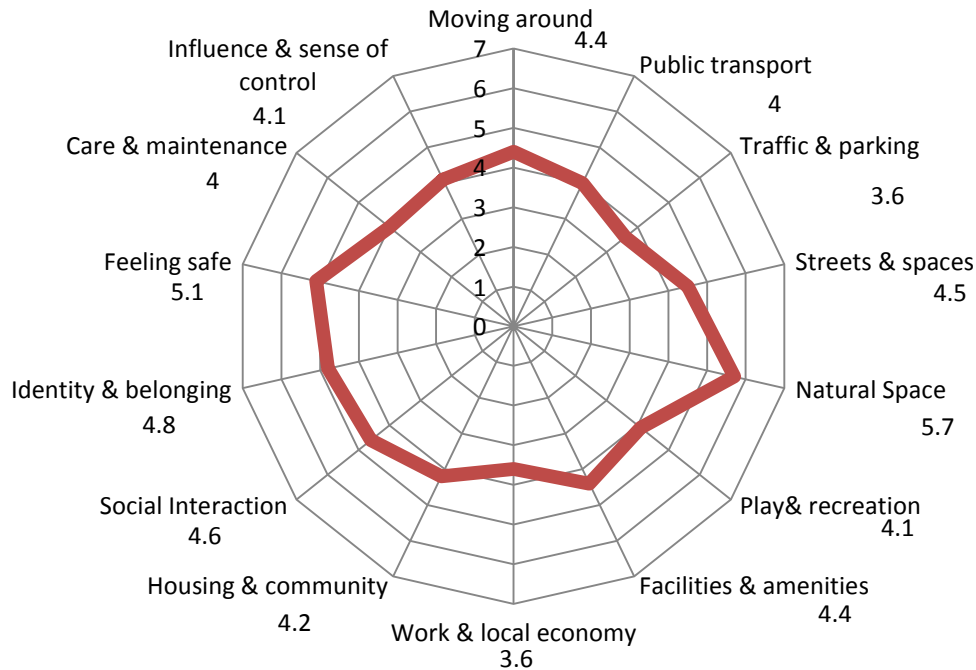 Moving around
4.4
Public transport
4
Traffic & parking
3.6
Streets & spaces
4.5
Natural Space
5.7
Play& recreation
4.1
Facilities & amenities
4.4
Work & local economy
3.6
Housing & community
4.2
Social Interaction
4.6
Identity & belonging
4.8
Feeling safe
5.1
Care & maintenance
4
Influence & sense of
control
4.1
7
6
5
4
3
2
1
0